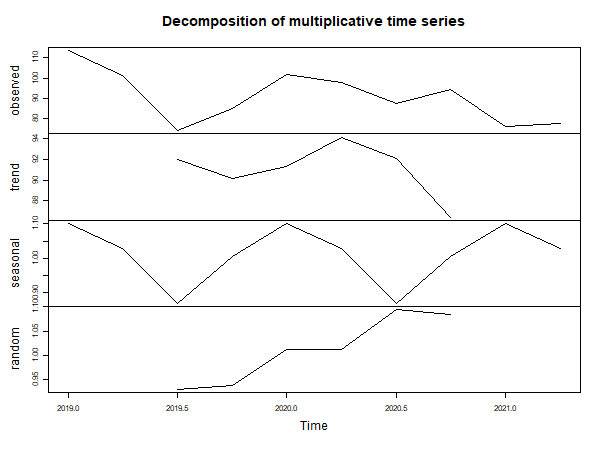 Decomposition of multiplicative time series
observed
80 90 100 110
trend
88 90 92 94
seasonal
0.90 1.00 1.10
random
0.95 1.00 1.05 1.10
2019.0 2019.5 2020.0 2020.5 2021.0
Time